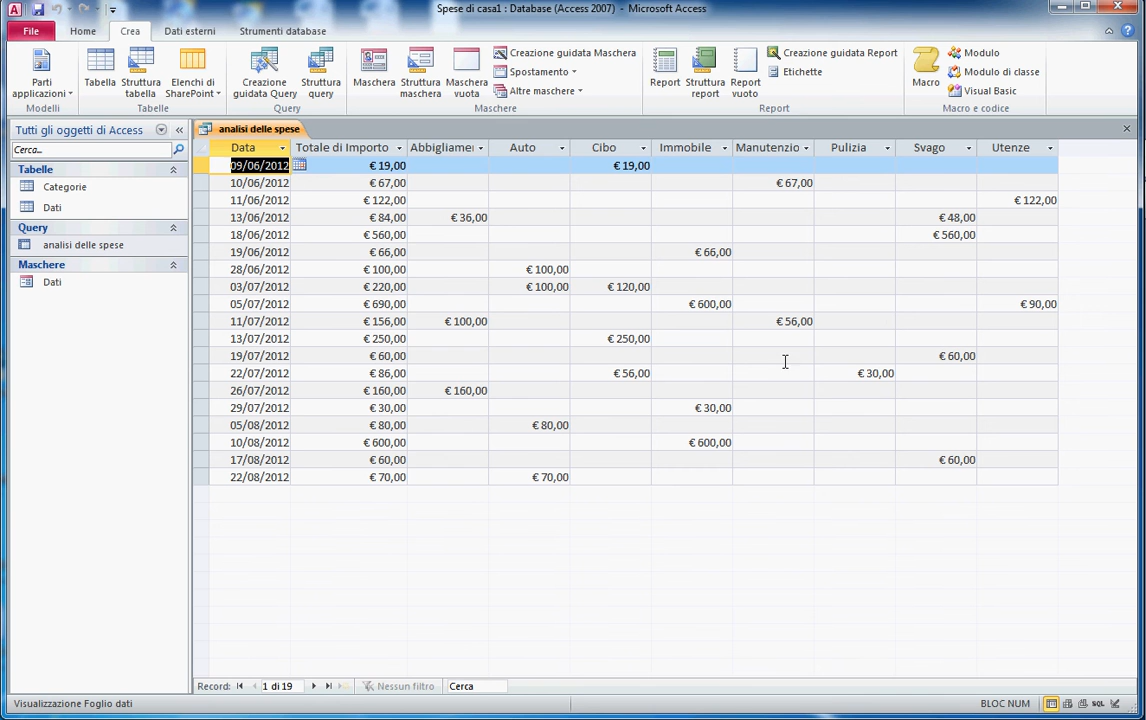 Spese di casa1 : Database (Access 2007) - Microsoft Access
File Home Crea Dati esterni Strumenti database
Parti applicazioni
Modelli
Tabella
Struttura tabella
Elenchi di SharePoint
Tabelle
Creazione guidata Query
Struttura query
Query
Maschera
Struttura maschera
Maschera vuota
Creazione guidata Maschera
Spostamento
Altre maschere
Maschere
Report
Struttura report
Report vuoto
Creazione guidata Report
Etichette
Report
Macro
Modulo
Modulo di classe
Visual Basic
Macro e codice
Tutti gli oggetti di Access
Cerca...
Tabelle
Categorie
Dati
Query
analisi delle spese
Maschere
Dati
analisi delle spese
Data Totale di Importo Abbigliamen Auto Cibo Immobile Manutenzio Pulizia Svago Utenze
09/06/2012 € 19,00 € 19,00
10/06/2012 € 67,00 € 67,00
11/06/2012 € 122,00 € 122,00
13/06/2012 € 84,00 € 36,00 € 48,00
18/06/2012 € 560,00 € 560,00
19/06/2012 € 66,00 € 66,00
28/06/2012 € 100,00 € 100,00
03/07/2012 € 220,00 € 100,00 € 120,00
05/07/2012 € 690,00 € 600,00 € 90,00
11/07/2012 € 156,00 € 100,00 € 56,00
13/07/2012 € 250,00 € 250,00
19/07/2012 € 60,00 € 60,00
22/07/2012 € 86,00 € 56,00 € 30,00
26/07/2012 € 160,00 € 160,00
29/07/2012 € 30,00 € 30,00
05/08/2012 € 80,00 € 80,00
10/08/2012 € 600,00 € 600,00
17/08/2012 € 60,00 € 60,00
22/08/2012 € 70,00 € 70,00
Record: 1 di 19 Nessun filtro Cerca
Visualizzazione Foglio dati BLOC NUM SQL